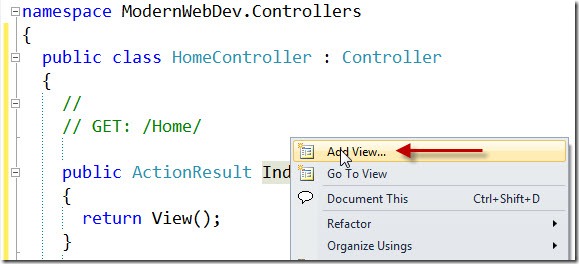 namespace ModernWebDev.Controllers
{
public class HomeController : Controller
{
//
// GET: /Home/
Add View...
public ActionResult Ind
Go To View
{
Document This Ctrl+Shift+D
return View();
Refactor
}
Organize Usings